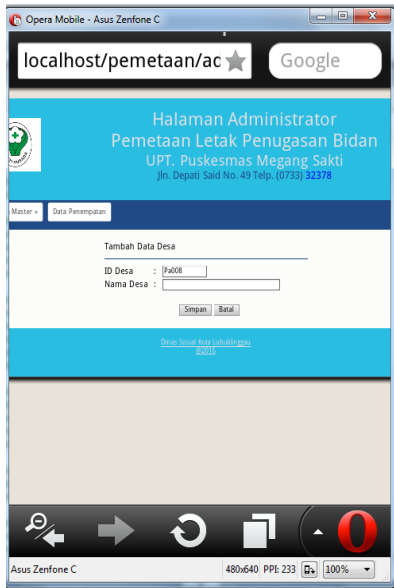 Opera Mobile - Asus Zenfone C
localhost/pemetaan/ac
Google
Halaman Administrator
Pemetaan Letak Penugasan Bidan
UPT. Puskesmas Megang Sakti
Jln. Depati Said No. 49 Telp. (0733) 32378
Master » Data Penempatan
Tambah Data Desa
ID Desa : Pa008
Nama Desa :
Simpan Batal
Dinas Sosial Kota Lubuklinggau
@2016
Asus Zenfone C 480x640 PPI: 233 100%